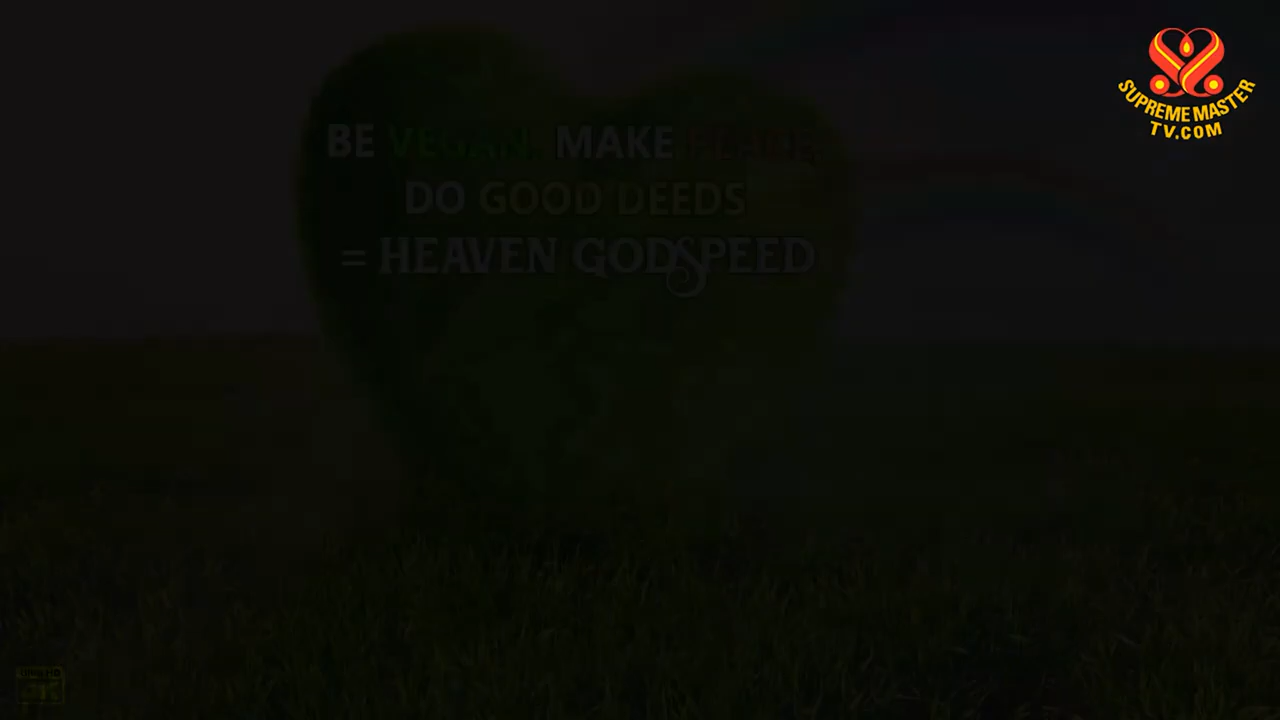 BE VEGAN, MAKE PEACE
DO GOOD DEEDS
= HEAVEN GODSPEED
SUPREME MASTER
TV.COM